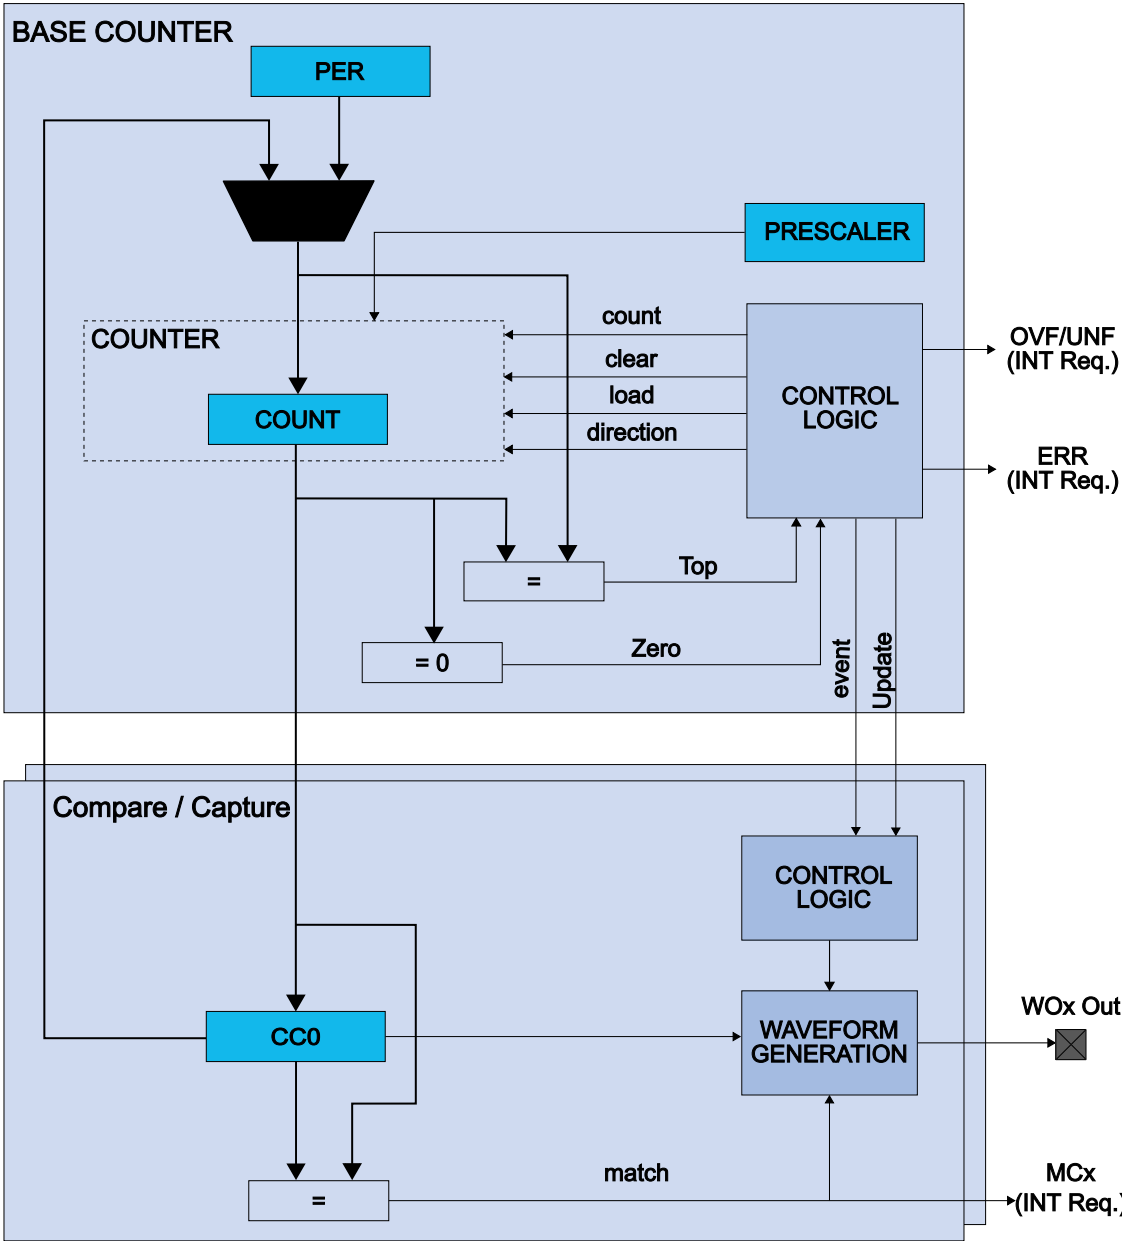 BASE COUNTER
PER
PRESCALER
COUNTER
count
clear
load
direction
COUNT
CONTROL
LOGIC
OVF/UNF
(INT Req.)
ERR
(INT Req.)
=
Top
= 0
Zero
event
Update
Compare / Capture
CONTROL
LOGIC
CC0
WAVEFORM
GENERATION
WOx Out
=
match
MCx
(INT Req.)